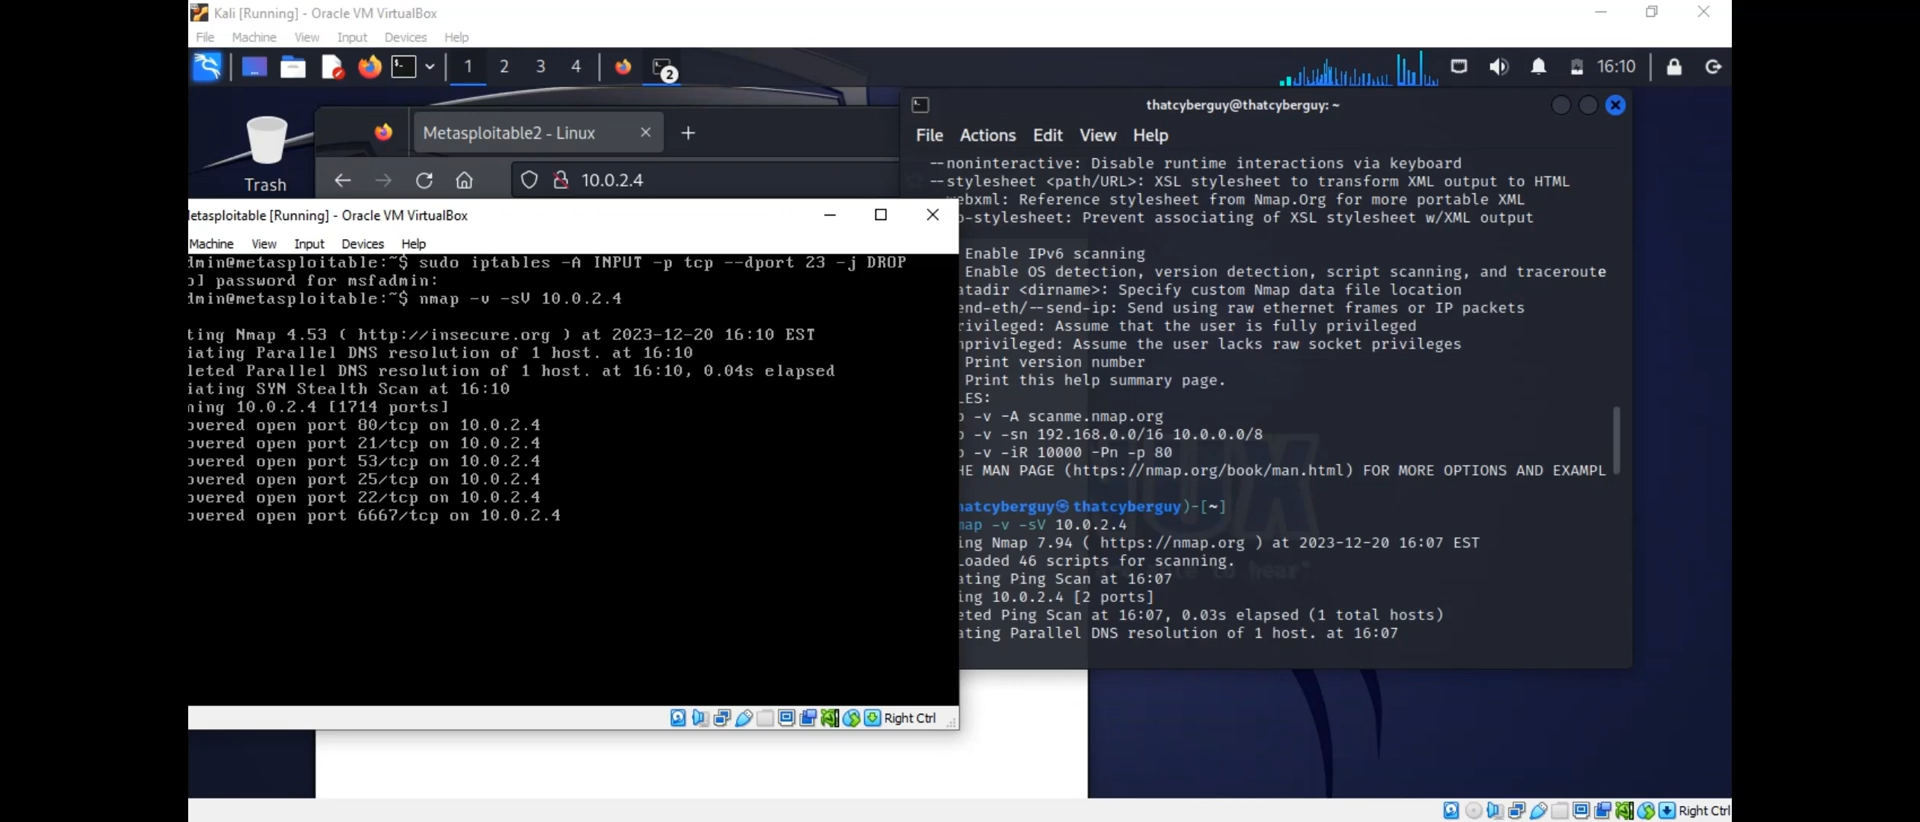 Kali [Running] - Oracle VM VirtualBox
File Machine View Input Devices Help
1 2 3 4
2
16:10
Trash
Metasploitable2 - Linux
10.0.2.4
etasploitable [Running] - Oracle VM VirtualBox
Machine View Input Devices Help
dmin@metasploitable:~$ sudo iptables -A INPUT -p tcp --dport 23 -j DROP
o] password for msfadmin:
dmin@metasploitable:~$ nmap -v -sV 10.0.2.4
ting Nmap 4.53 ( http://insecure.org ) at 2023-12-20 16:10 EST
iating Parallel DNS resolution of 1 host. at 16:10
leted Parallel DNS resolution of 1 host. at 16:10, 0.04s elapsed
iating SYN Stealth Scan at 16:10
ning 10.0.2.4 [1714 ports]
overed open port 80/tcp on 10.0.2.4
overed open port 21/tcp on 10.0.2.4
overed open port 53/tcp on 10.0.2.4
overed open port 25/tcp on 10.0.2.4
overed open port 22/tcp on 10.0.2.4
overed open port 6667/tcp on 10.0.2.4
Right Ctrl
thatcyberguy@thatcyberguy: ~
File Actions Edit View Help
--noninteractive: Disable runtime interactions via keyboard
--stylesheet <path/URL>: XSL stylesheet to transform XML output to HTML
ebxml: Reference stylesheet from Nmap.Org for more portable XML
o-stylesheet: Prevent associating of XSL stylesheet w/XML output
Enable IPv6 scanning
Enable OS detection, version detection, script scanning, and traceroute
atadir <dirname>: Specify custom Nmap data file location
end-eth/--send-ip: Send using raw ethernet frames or IP packets
rivileged: Assume that the user is fully privileged
nprivileged: Assume the user lacks raw socket privileges
Print version number
Print this help summary page.
LES:
p -v -A scanme.nmap.org
p -v -sn 192.168.0.0/16 10.0.0.0/8
p -v -iR 10000 -Pn -p 80
HE MAN PAGE (https://nmap.org/book/man.html) FOR MORE OPTIONS AND EXAMPL
hatcyberguy㉿thatcyberguy)-[~]
map -v -sV 10.0.2.4
ing Nmap 7.94 ( https://nmap.org ) at 2023-12-20 16:07 EST
Loaded 46 scripts for scanning.
ating Ping Scan at 16:07
ing 10.0.2.4 [2 ports]
eted Ping Scan at 16:07, 0.03s elapsed (1 total hosts)
ating Parallel DNS resolution of 1 host. at 16:07
to hear"
Right Ctrl